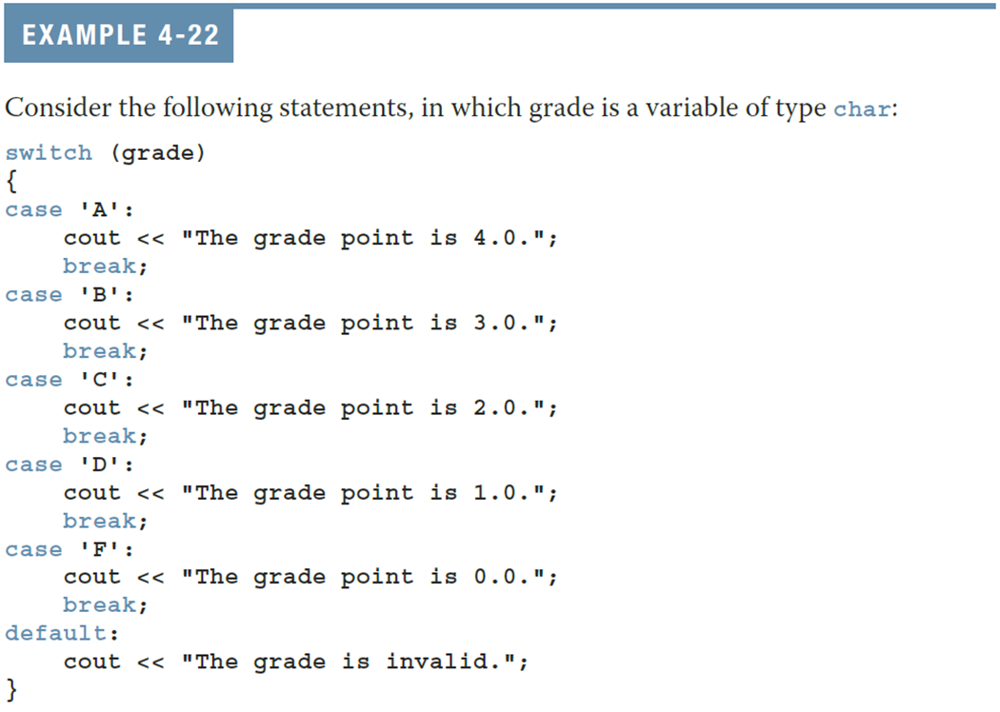 EXAMPLE 4-22
Consider the following statements, in which grade is a variable of type char:
switch (grade)
{
case 'A':
    cout << "The grade point is 4.0.";
    break;
case 'B':
    cout << "The grade point is 3.0.";
    break;
case 'C':
    cout << "The grade point is 2.0.";
    break;
case 'D':
    cout << "The grade point is 1.0.";
    break;
case 'F':
    cout << "The grade point is 0.0.";
    break;
default:
    cout << "The grade is invalid.";
}